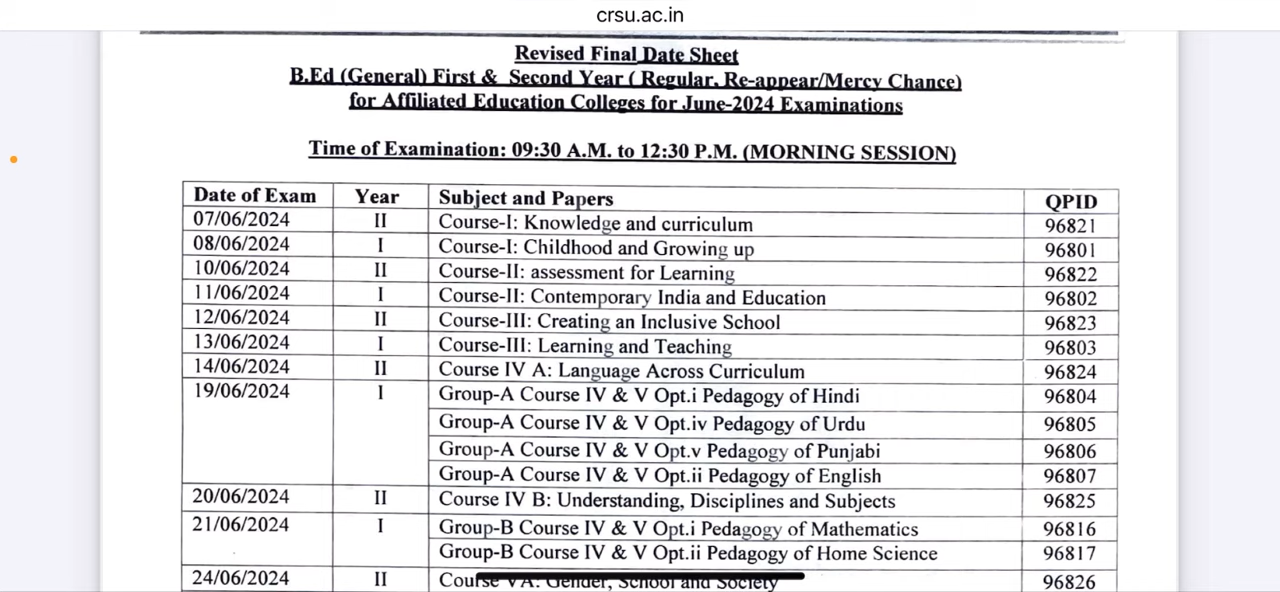 crsu.ac.in
Revised Final Date Sheet
B.Ed (General) First & Second Year ( Regular, Re-appear/Mercy Chance)
for Affiliated Education Colleges for June-2024 Examinations
Time of Examination: 09:30 A.M. to 12:30 P.M. (MORNING SESSION)
Date of Exam Year Subject and Papers QPID
07/06/2024 II Course-I: Knowledge and curriculum 96821
08/06/2024 I Course-I: Childhood and Growing up 96801
10/06/2024 II Course-II: assessment for Learning 96822
11/06/2024 I Course-II: Contemporary India and Education 96802
12/06/2024 II Course-III: Creating an Inclusive School 96823
13/06/2024 I Course-III: Learning and Teaching 96803
14/06/2024 II Course IV A: Language Across Curriculum 96824
19/06/2024 I Group-A Course IV & V Opt.i Pedagogy of Hindi 96804
Group-A Course IV & V Opt.iv Pedagogy of Urdu 96805
Group-A Course IV & V Opt.v Pedagogy of Punjabi 96806
Group-A Course IV & V Opt.ii Pedagogy of English 96807
20/06/2024 II Course IV B: Understanding, Disciplines and Subjects 96825
21/06/2024 I Group-B Course IV & V Opt.i Pedagogy of Mathematics 96816
Group-B Course IV & V Opt.ii Pedagogy of Home Science 96817
24/06/2024 II Course VA: Gender, School and Society 96826